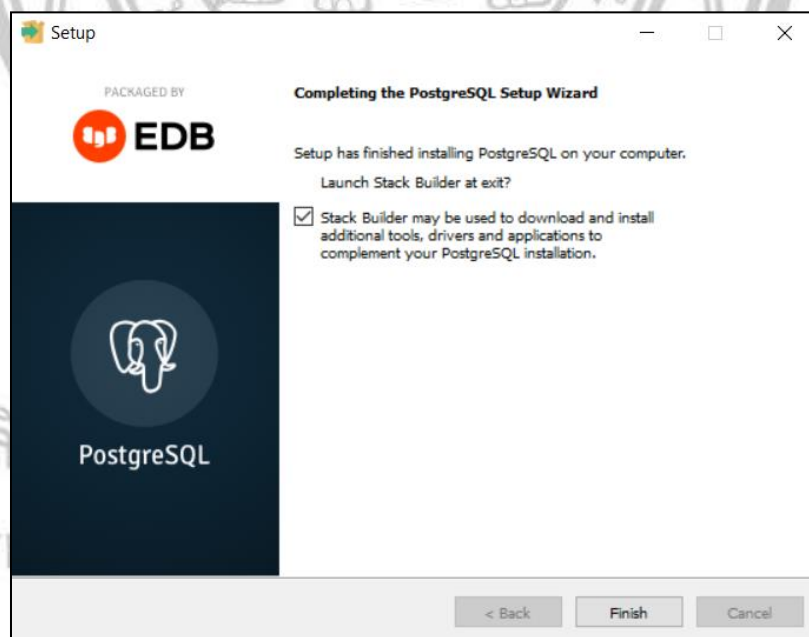 Setup
PACKAGED BY
EDB
PostgreSQL
Completing the PostgreSQL Setup Wizard
Setup has finished installing PostgreSQL on your computer.
Launch Stack Builder at exit?
Stack Builder may be used to download and install
additional tools, drivers and applications to
complement your PostgreSQL installation.
< Back
Finish
Cancel